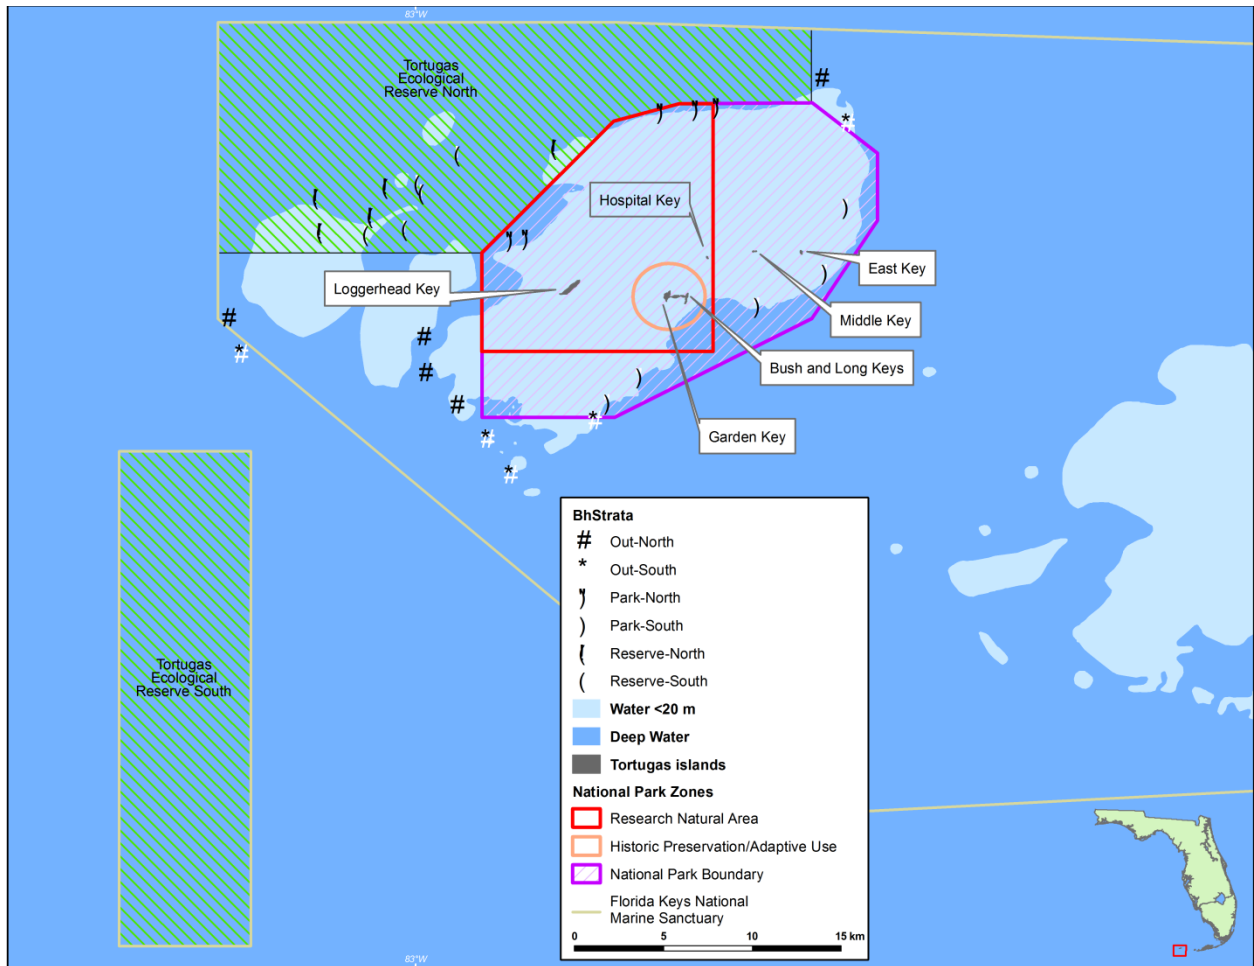 83°W
Tortugas
Ecological
Reserve North
Hospital Key
Loggerhead Key
East Key
Middle Key
Bush and Long Keys
Garden Key
Tortugas
Ecological
Reserve South
BhStrata
# Out-North
* Out-South
Park-North
) Park-South
Reserve-North
( Reserve-South
Water <20 m
Deep Water
Tortugas islands
National Park Zones
Research Natural Area
Historic Preservation/Adaptive Use
National Park Boundary
Florida Keys National
Marine Sanctuary
0 5 10 15 km
83°W